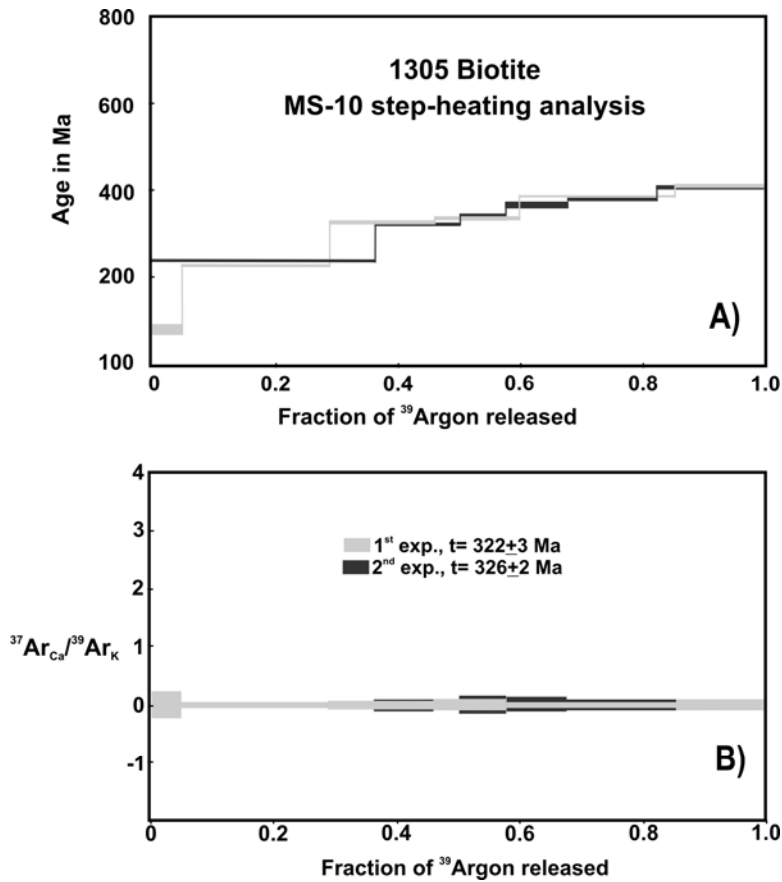 800
600
400
200
100
Age in Ma
1305 Biotite
MS-10 step-heating analysis
A)
0
0.2
0.4
0.6
0.8
1.0
Fraction of ³⁹Argon released
4
3
2
1
0
-1
³⁷Ar_Ca/³⁹Ar_K
1ˢᵗ exp., t= 322±3 Ma
2ⁿᵈ exp., t= 326±2 Ma
B)
0
0.2
0.4
0.6
0.8
1.0
Fraction of ³⁹Argon released